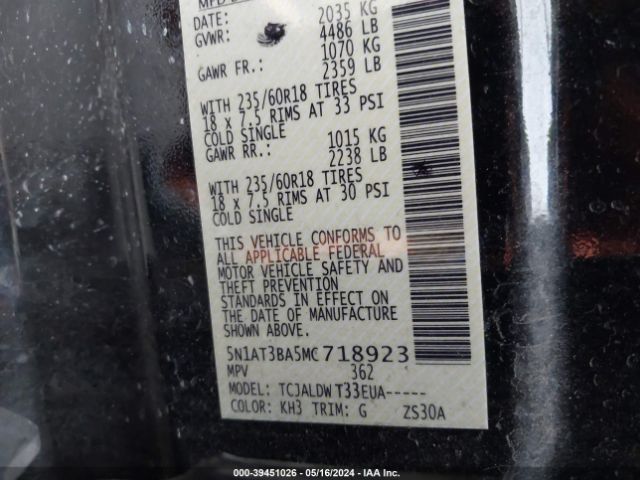 DATE: 2035 KG
GVWR: 4486 LB
1070 KG
GAWR FR.: 2359 LB
WITH 235/60R18 TIRES
18 x 7.5 RIMS AT 33 PSI
COLD SINGLE
1015 KG
GAWR RR.: 2238 LB
WITH 235/60R18 TIRES
18 x 7.5 RIMS AT 30 PSI
COLD SINGLE
THIS VEHICLE CONFORMS TO
ALL APPLICABLE FEDERAL
MOTOR VEHICLE SAFETY AND
THEFT PREVENTION
STANDARDS IN EFFECT ON
THE DATE OF MANUFACTURE
SHOWN ABOVE.
5N1AT3BA5MC718923
MPV 362
MODEL: TCJALDW T33EUA-----
COLOR: KH3 TRIM: G ZS30A
000-39451026 - 05/16/2024 - IAA Inc.